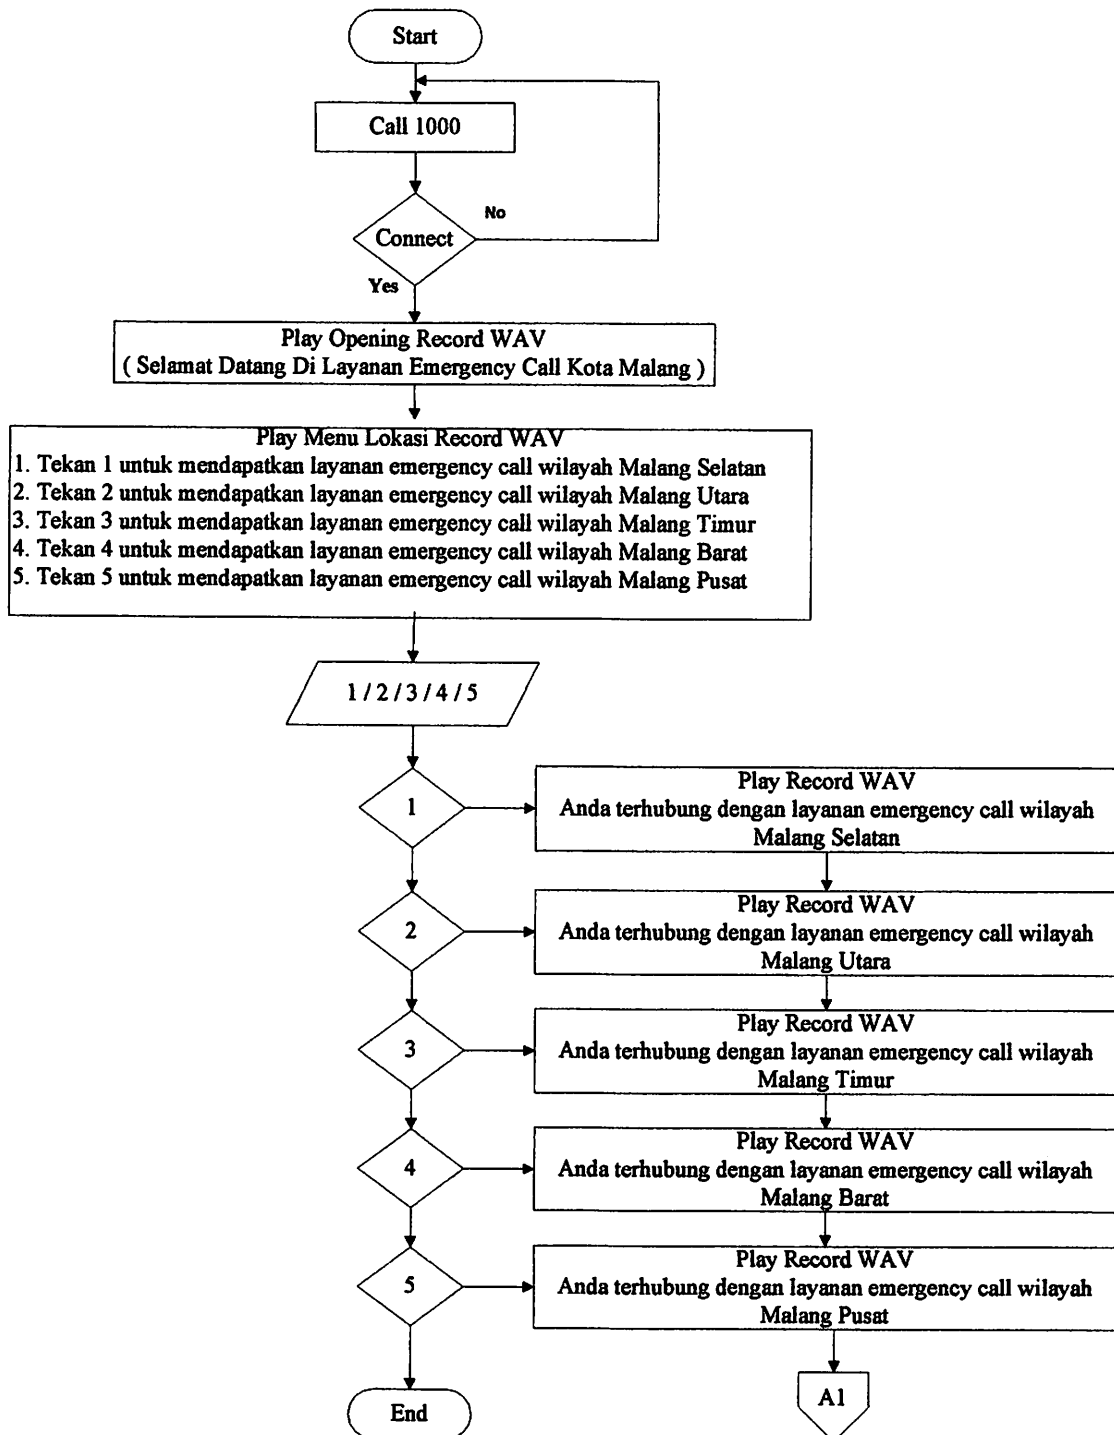 Start
Call 1000
No
Connect
Yes
Play Opening Record WAV
( Selamat Datang Di Layanan Emergency Call Kota Malang )
Play Menu Lokasi Record WAV
1. Tekan 1 untuk mendapatkan layanan emergency call wilayah Malang Selatan
2. Tekan 2 untuk mendapatkan layanan emergency call wilayah Malang Utara
3. Tekan 3 untuk mendapatkan layanan emergency call wilayah Malang Timur
4. Tekan 4 untuk mendapatkan layanan emergency call wilayah Malang Barat
5. Tekan 5 untuk mendapatkan layanan emergency call wilayah Malang Pusat
1 / 2 / 3 / 4 / 5
1
Play Record WAV
Anda terhubung dengan layanan emergency call wilayah
Malang Selatan
2
Play Record WAV
Anda terhubung dengan layanan emergency call wilayah
Malang Utara
3
Play Record WAV
Anda terhubung dengan layanan emergency call wilayah
Malang Timur
4
Play Record WAV
Anda terhubung dengan layanan emergency call wilayah
Malang Barat
5
Play Record WAV
Anda terhubung dengan layanan emergency call wilayah
Malang Pusat
End
A1